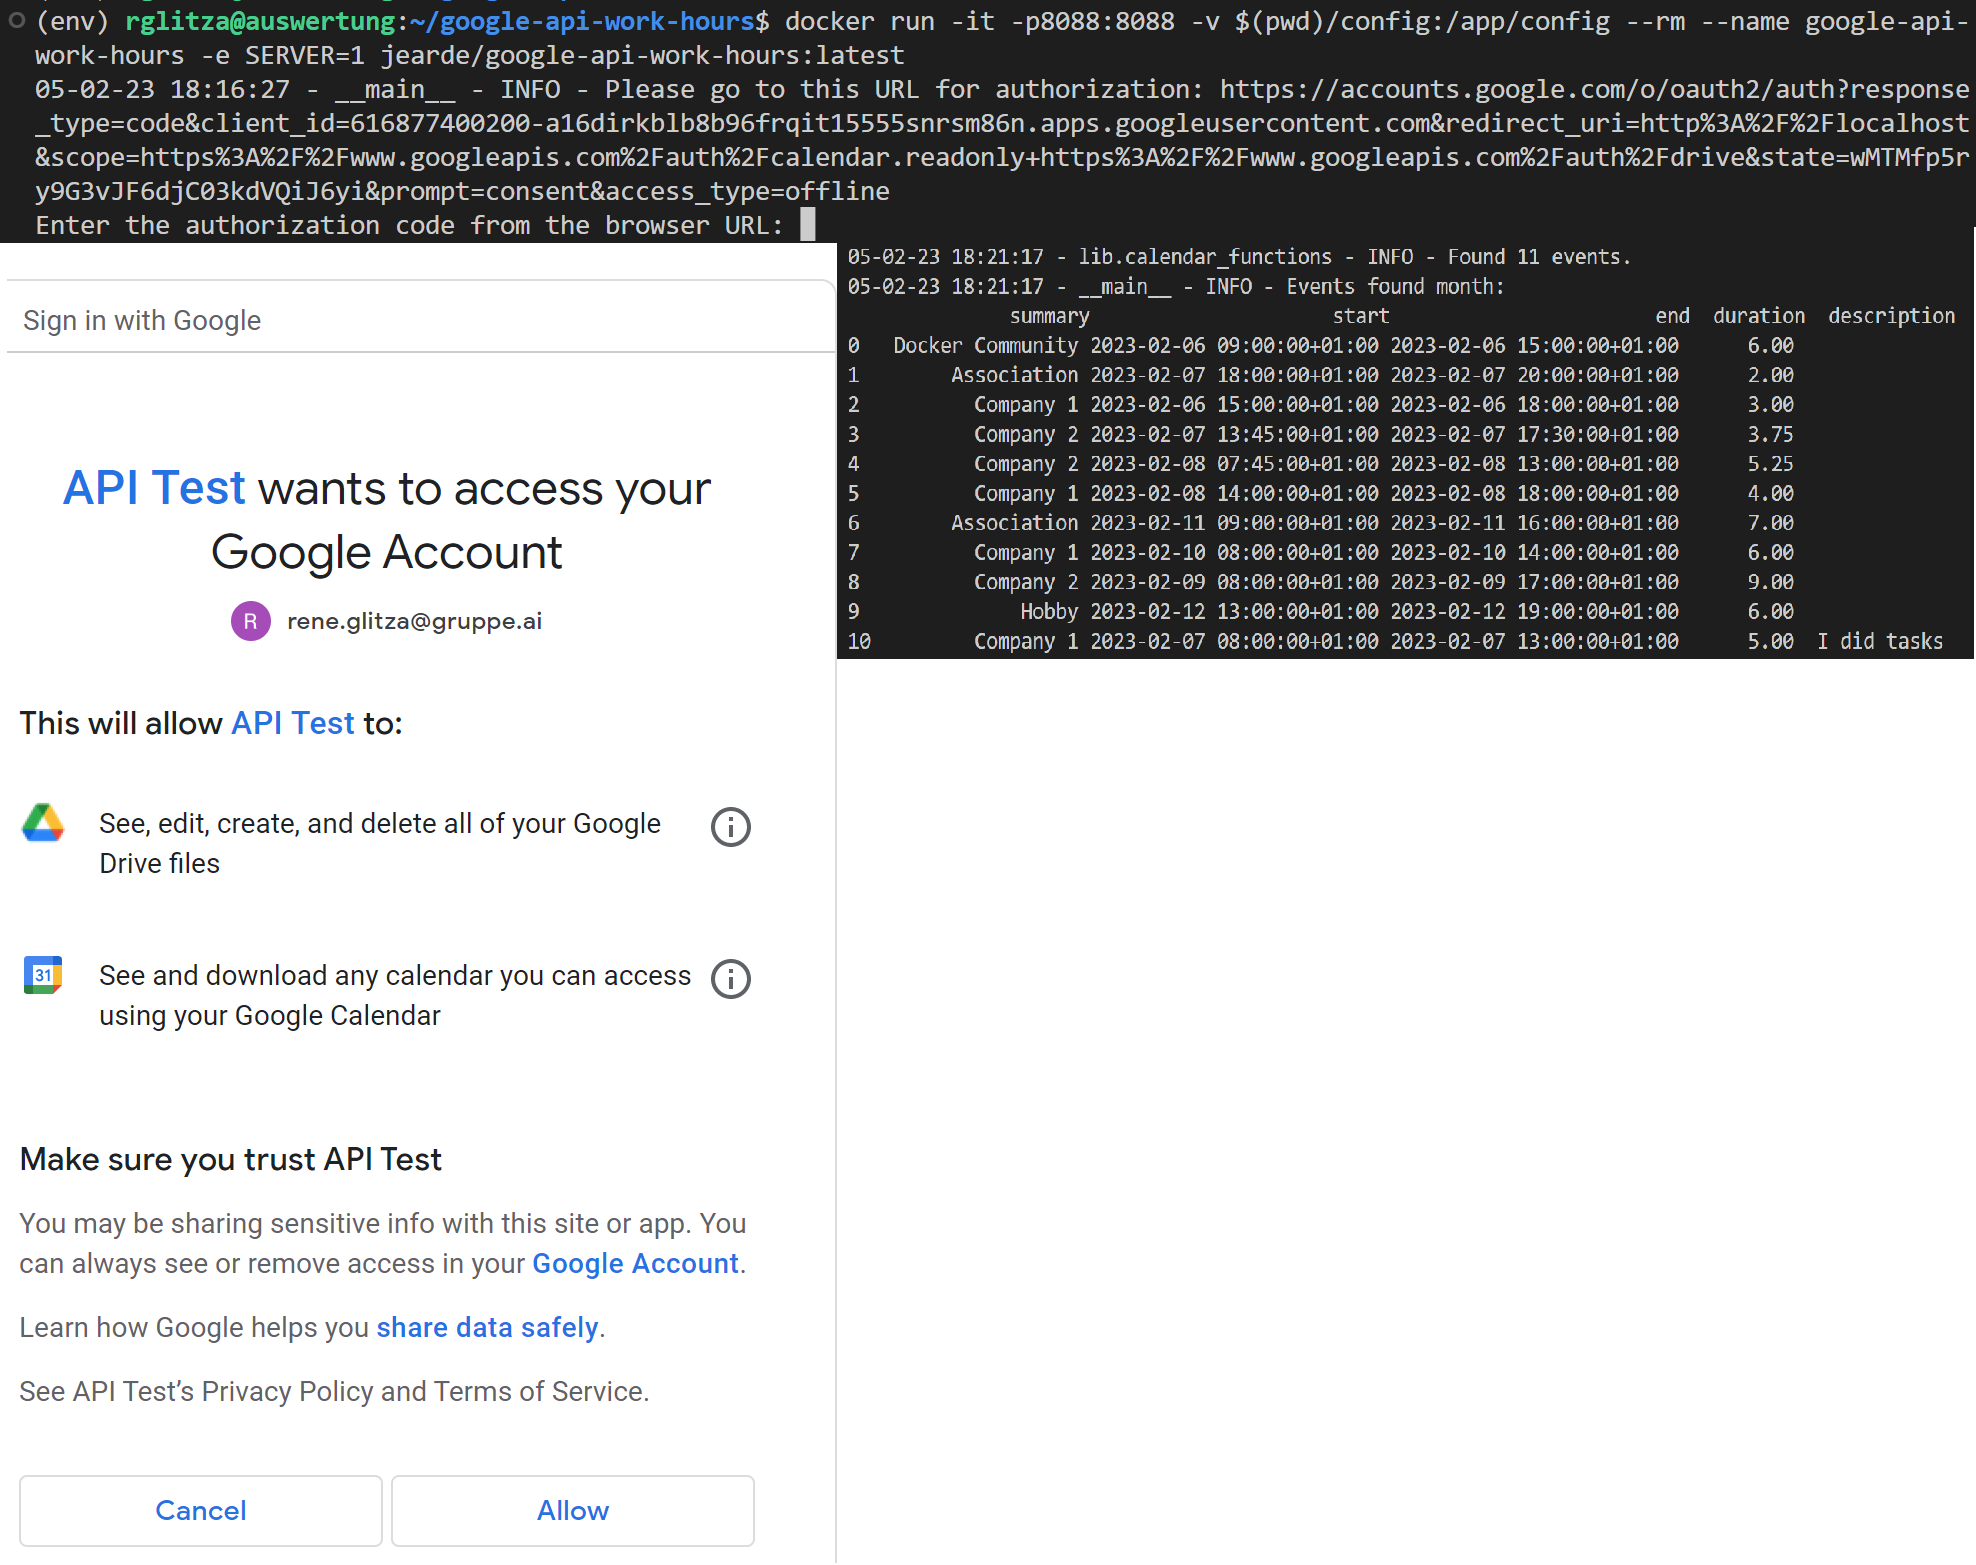 (env) rglitza@auswertung:~/google-api-work-hours$ docker run -it -p8088:8088 -v $(pwd)/config:/app/config --rm --name google-api-
work-hours -e SERVER=1 jearde/google-api-work-hours:latest
05-02-23 18:16:27 - __main__ - INFO - Please go to this URL for authorization: https://accounts.google.com/o/oauth2/auth?response
_type=code&client_id=616877400200-a16dirkblb8b96frqit15555snrsm86n.apps.googleusercontent.com&redirect_uri=http%3A%2F%2Flocalhost
&scope=https%3A%2F%2Fwww.googleapis.com%2Fauth%2Fcalendar.readonly+https%3A%2F%2Fwww.googleapis.com%2Fauth%2Fdrive&state=wMTMfp5r
y9G3vJF6djC03kdVQiJ6yi&prompt=consent&access_type=offline
Enter the authorization code from the browser URL:
Sign in with Google
API Test wants to access your
Google Account
R rene.glitza@gruppe.ai
This will allow API Test to:
See, edit, create, and delete all of your Google
Drive files
31
See and download any calendar you can access
using your Google Calendar
Make sure you trust API Test
You may be sharing sensitive info with this site or app. You
can always see or remove access in your Google Account.
Learn how Google helps you share data safely.
See API Test’s Privacy Policy and Terms of Service.
Cancel Allow
05-02-23 18:21:17 - lib.calendar_functions - INFO - Found 11 events.
05-02-23 18:21:17 - __main__ - INFO - Events found month:
summary start end duration description
0 Docker Community 2023-02-06 09:00:00+01:00 2023-02-06 15:00:00+01:00 6.00
1 Association 2023-02-07 18:00:00+01:00 2023-02-07 20:00:00+01:00 2.00
2 Company 1 2023-02-06 15:00:00+01:00 2023-02-06 18:00:00+01:00 3.00
3 Company 2 2023-02-07 13:45:00+01:00 2023-02-07 17:30:00+01:00 3.75
4 Company 2 2023-02-08 07:45:00+01:00 2023-02-08 13:00:00+01:00 5.25
5 Company 1 2023-02-08 14:00:00+01:00 2023-02-08 18:00:00+01:00 4.00
6 Association 2023-02-11 09:00:00+01:00 2023-02-11 16:00:00+01:00 7.00
7 Company 1 2023-02-10 08:00:00+01:00 2023-02-10 14:00:00+01:00 6.00
8 Company 2 2023-02-09 08:00:00+01:00 2023-02-09 17:00:00+01:00 9.00
9 Hobby 2023-02-12 13:00:00+01:00 2023-02-12 19:00:00+01:00 6.00
10 Company 1 2023-02-07 08:00:00+01:00 2023-02-07 13:00:00+01:00 5.00 I did tasks